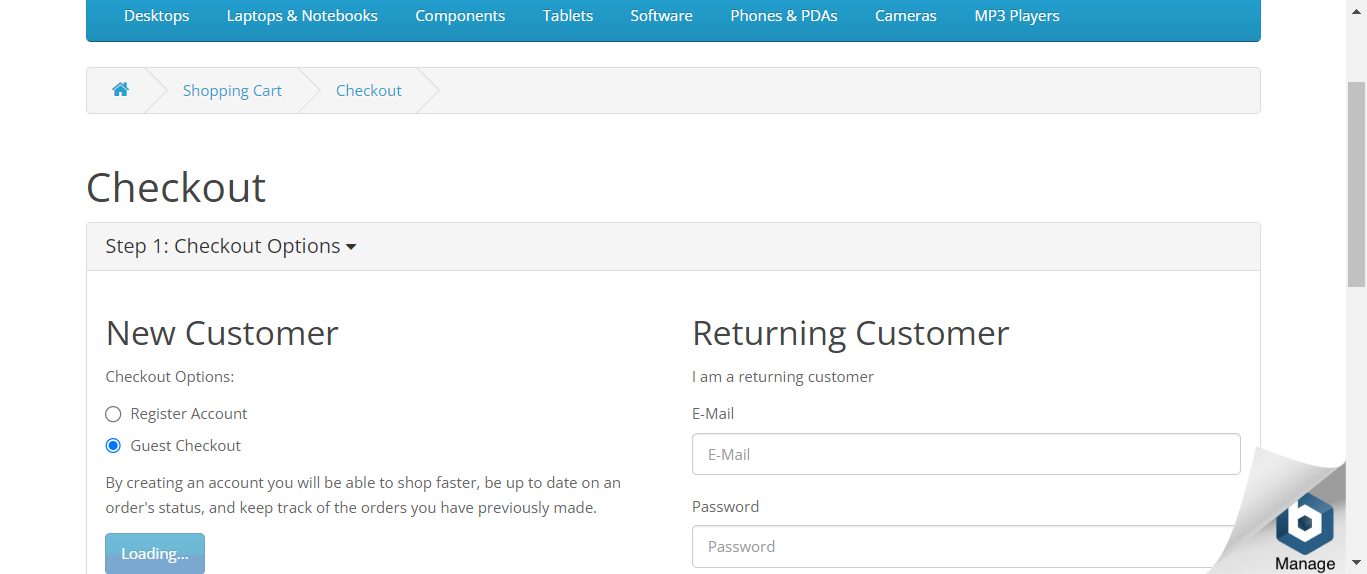 Desktops Laptops & Notebooks Components Tablets Software Phones & PDAs Cameras MP3 Players
Shopping Cart Checkout
Checkout
Step 1: Checkout Options
New Customer
Checkout Options:
Register Account
Guest Checkout
By creating an account you will be able to shop faster, be up to date on an
order's status, and keep track of the orders you have previously made.
Loading...
Returning Customer
I am a returning customer
E-Mail
E-Mail
Password
Password
b
Manage